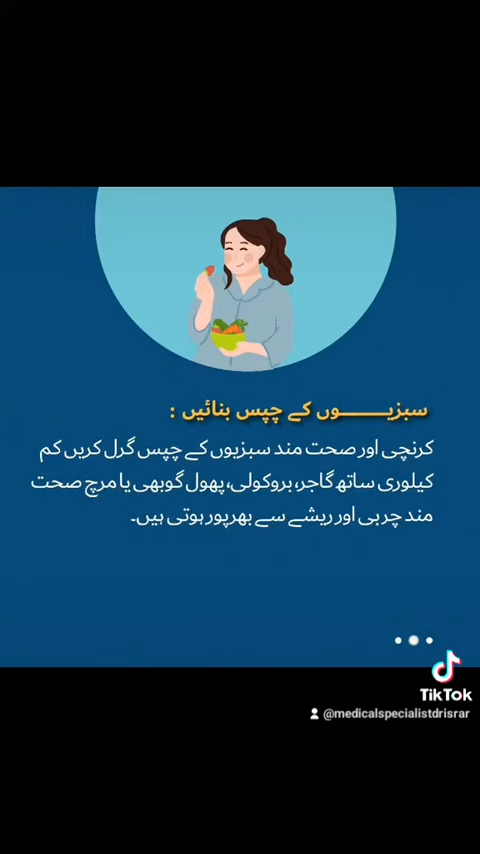 سبزیـــــــوں کے چپس بنائیں :
کرنچی اور صحت مند سبزیوں کے چپس گرل کریں کم
کیلوری ساتھ گاجر، بروکولی، پھول گوبھی یا مرچ صحت
مند چربی اور ریشے سے بھرپور ہوتی ہیں۔
TikTok
@medicalspecialistdrisrar